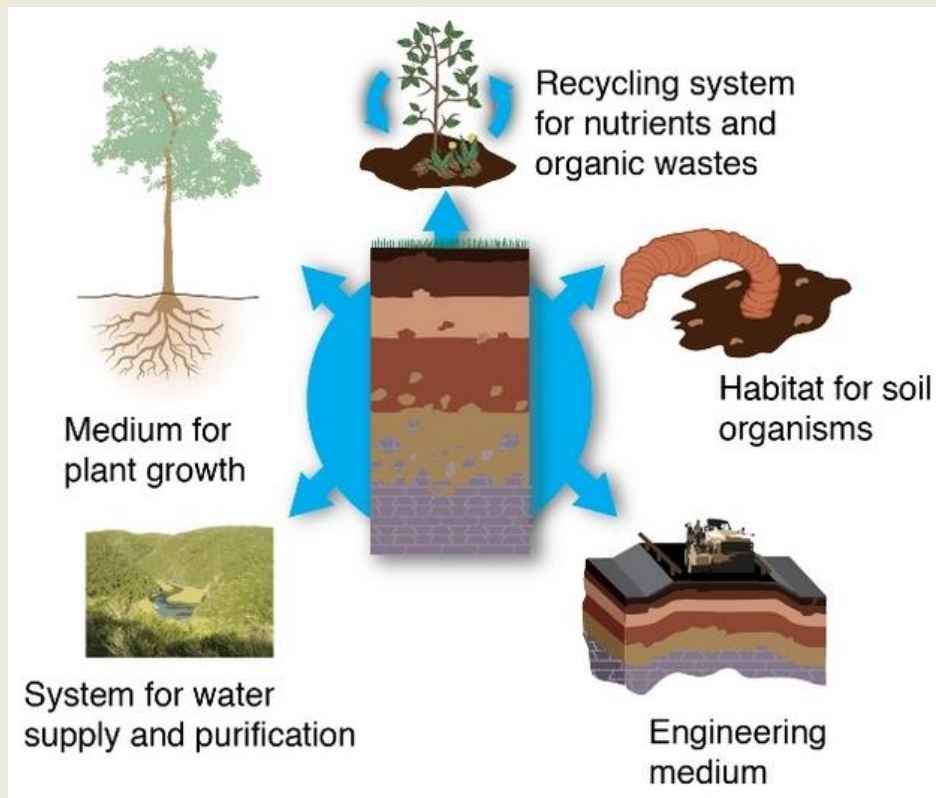 Recycling system
for nutrients and
organic wastes
Medium for
plant growth
Habitat for soil
organisms
System for water
supply and purification
Engineering
medium